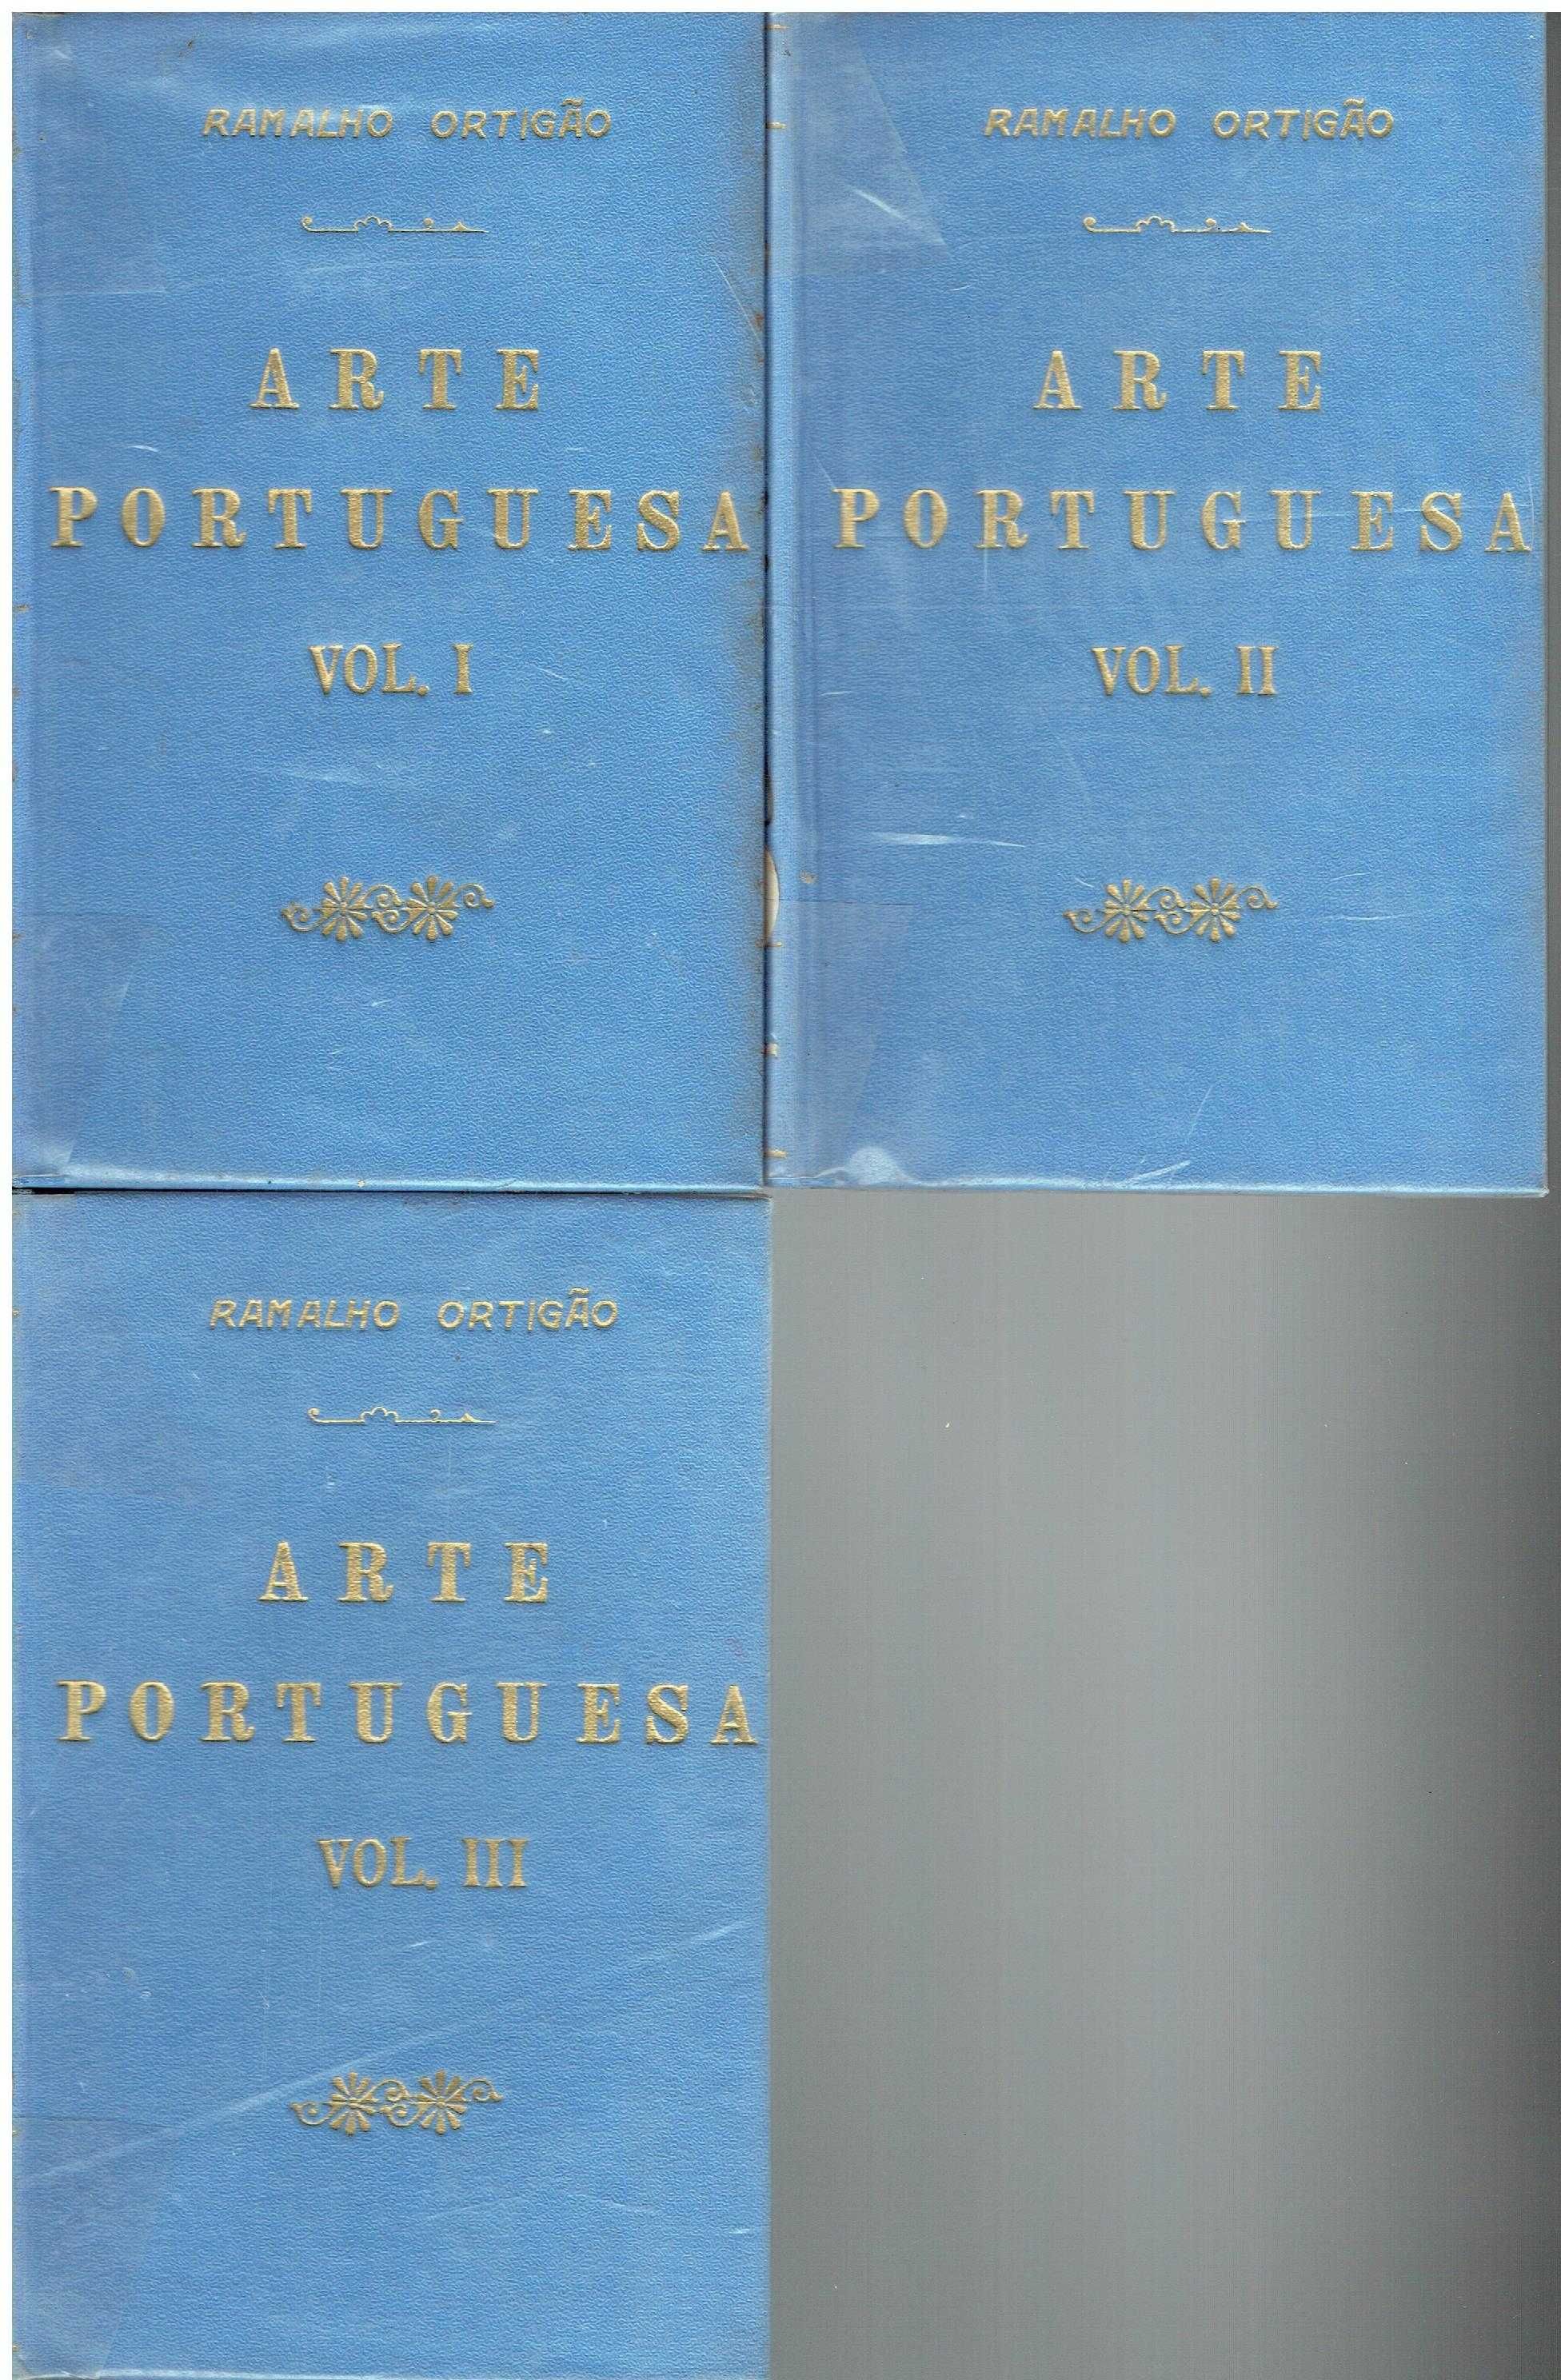 RAMALHO ORTIGÃO
ARTE
PORTUGUESA
VOL. I
RAMALHO ORTIGÃO
ARTE
PORTUGUESA
VOL. II
RAMALHO ORTIGÃO
ARTE
PORTUGUESA
VOL. III